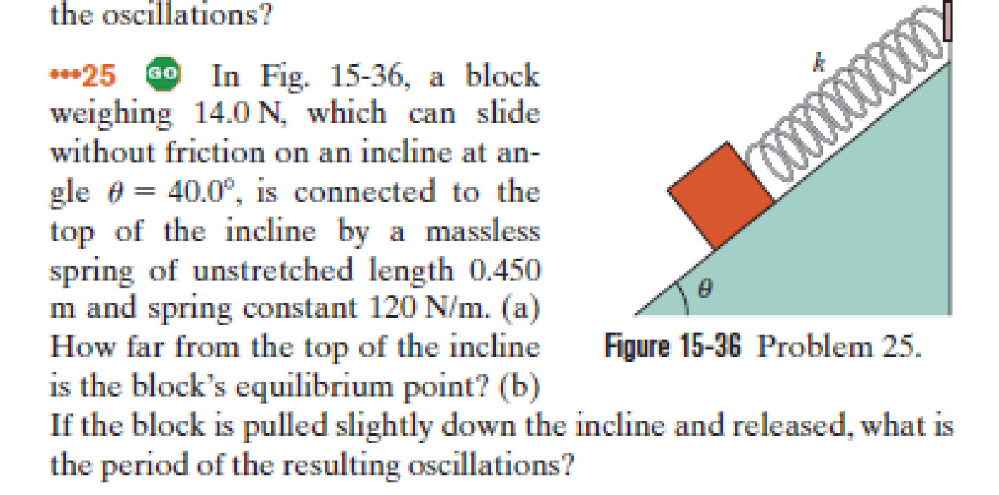 the oscillations?
•••25 GO In Fig. 15-36, a block
weighing 14.0 N, which can slide
without friction on an incline at an-
gle θ = 40.0°, is connected to the
top of the incline by a massless
spring of unstretched length 0.450
m and spring constant 120 N/m. (a)
How far from the top of the incline
is the block's equilibrium point? (b)
If the block is pulled slightly down the incline and released, what is
the period of the resulting oscillations?
k
θ
Figure 15-36 Problem 25.